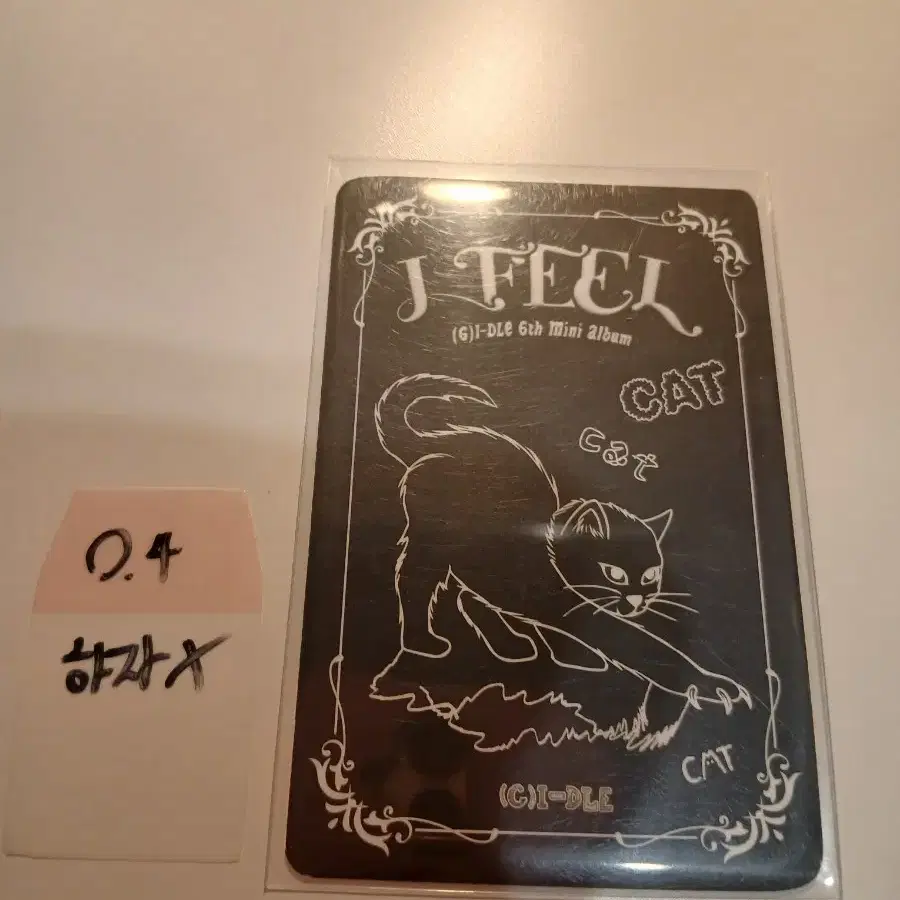 I FEEL
(G)I-DLE 6th Mini Album
CAT
Cat
CAT
(G)I-DLE
0.4
하자X